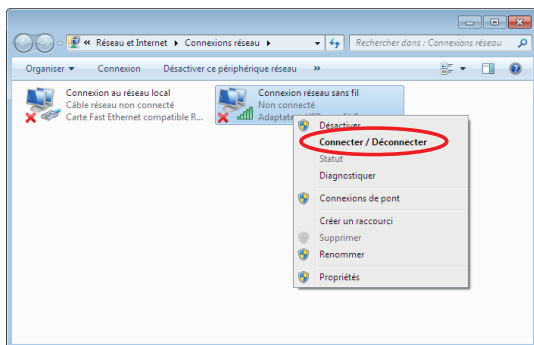 « Réseau et Internet ▸ Connexions réseau ▸
Rechercher dans : Connexions réseau
Organiser ▾ Connexion Désactiver ce périphérique réseau »
Connexion au réseau local
Câble réseau non connecté
Carte Fast Ethernet compatible R...
Connexion réseau sans fil
Non connecté
Désactiver
Connecter / Déconnecter
Statut
Diagnostiquer
Connexions de pont
Créer un raccourci
Supprimer
Renommer
Propriétés